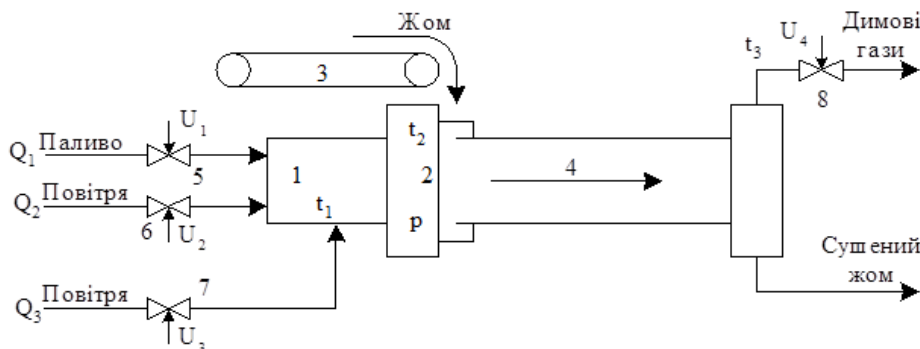 Жом
3
U₄
t₃
Димові
гази
8
U₁
Q₁ Паливо
5
1
t₂
2
4
Q₂ Повітря
6
U₂
t₁
p
Q₃ Повітря
7
U₃
Сушений
жом